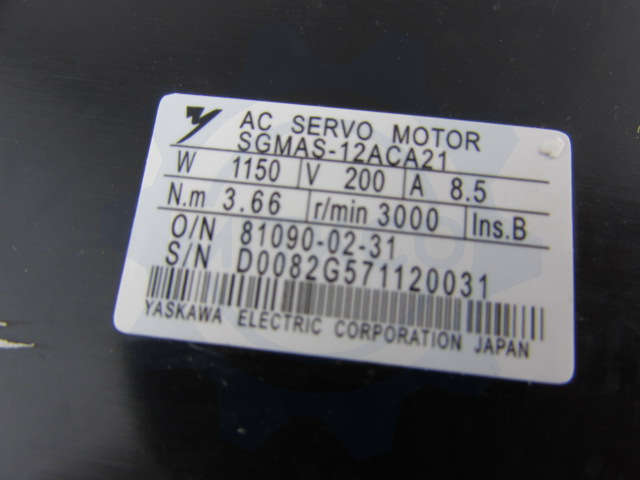 AC SERVO MOTOR
SGMAS-12ACA21
W 1150 V 200 A 8.5
N.m 3.66 r/min 3000 Ins.B
O/N 81090-02-31
S/N D0082G571120031
YASKAWA ELECTRIC CORPORATION JAPAN